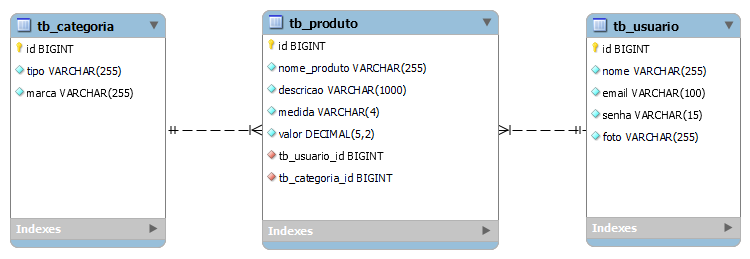 tb_categoria
id BIGINT
tipo VARCHAR(255)
marca VARCHAR(255)
Indexes
tb_produto
id BIGINT
nome_produto VARCHAR(255)
descricao VARCHAR(1000)
medida VARCHAR(4)
valor DECIMAL(5,2)
tb_usuario_id BIGINT
tb_categoria_id BIGINT
Indexes
tb_usuario
id BIGINT
nome VARCHAR(255)
email VARCHAR(100)
senha VARCHAR(15)
foto VARCHAR(255)
Indexes